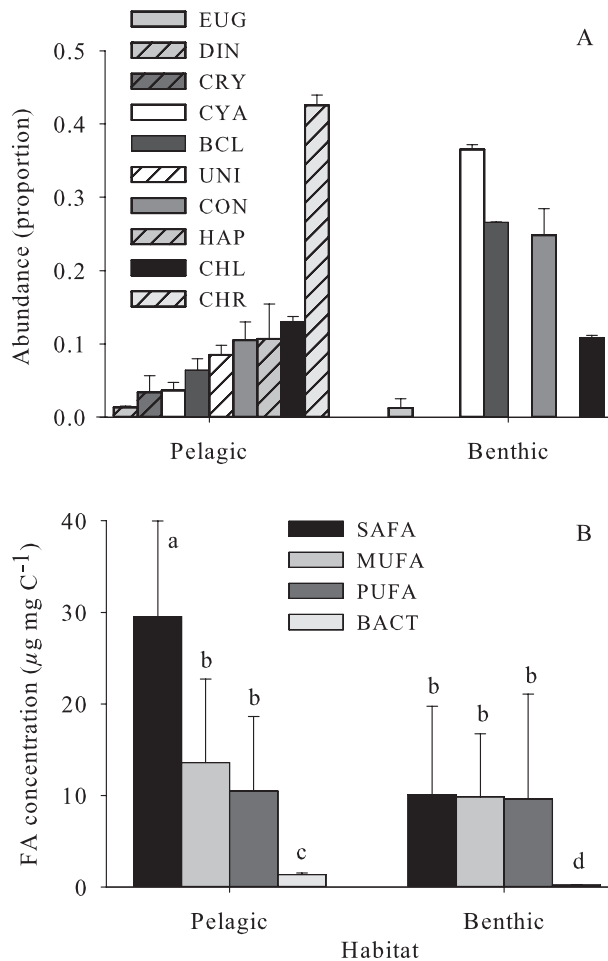 A
EUG
DIN
CRY
CYA
BCL
UNI
CON
HAP
CHL
CHR
0.5
0.4
0.3
0.2
0.1
0.0
Abundance (proportion)
Pelagic
Benthic
B
SAFA
MUFA
PUFA
BACT
40
30
20
10
0
FA concentration (µg mg C⁻¹)
a
b
b
c
b
b
b
d
Pelagic
Benthic
Habitat